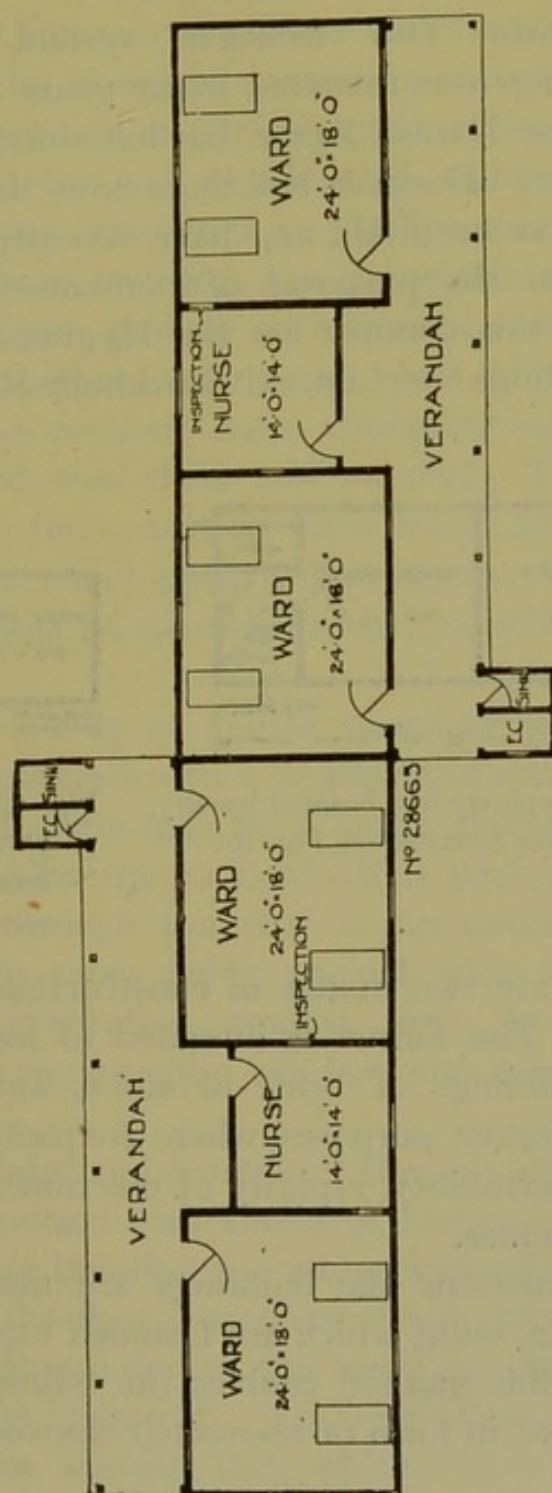 WARD
24'.0"×18'.0"
INSPECTION
NURSE
14'.0"×14'.0"
VERANDAH
WARD
24'.0"×18'.0"
SINK
E.C
Nº 28665
SINK
E.C
WARD
24'.0"×18'.0"
INSPECTION
VERANDAH
NURSE
14'.0"×14'.0"
WARD
24'.0"×18'.0"